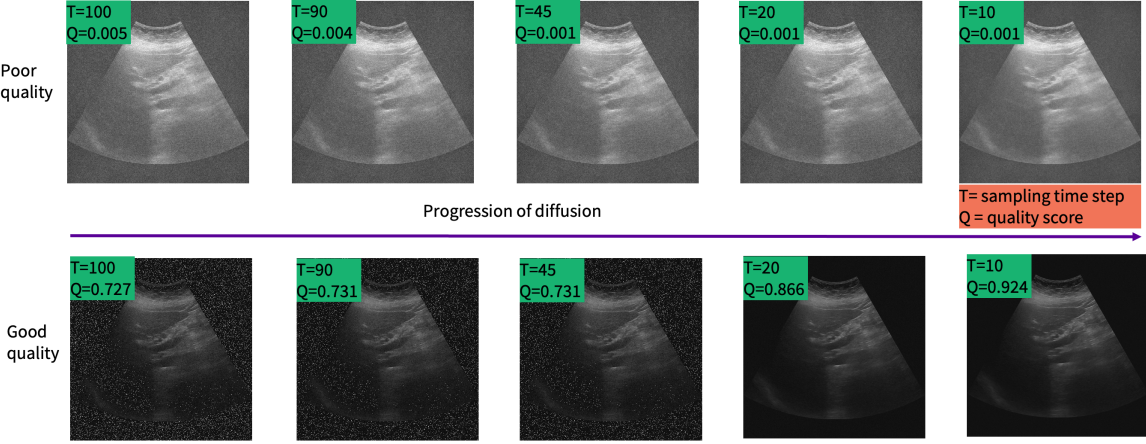 T=100
Q=0.005
T=90
Q=0.004
T=45
Q=0.001
T=20
Q=0.001
T=10
Q=0.001
Poor
quality
T= sampling time step
Q = quality score
Progression of diffusion
T=100
Q=0.727
T=90
Q=0.731
T=45
Q=0.731
T=20
Q=0.866
T=10
Q=0.924
Good
quality